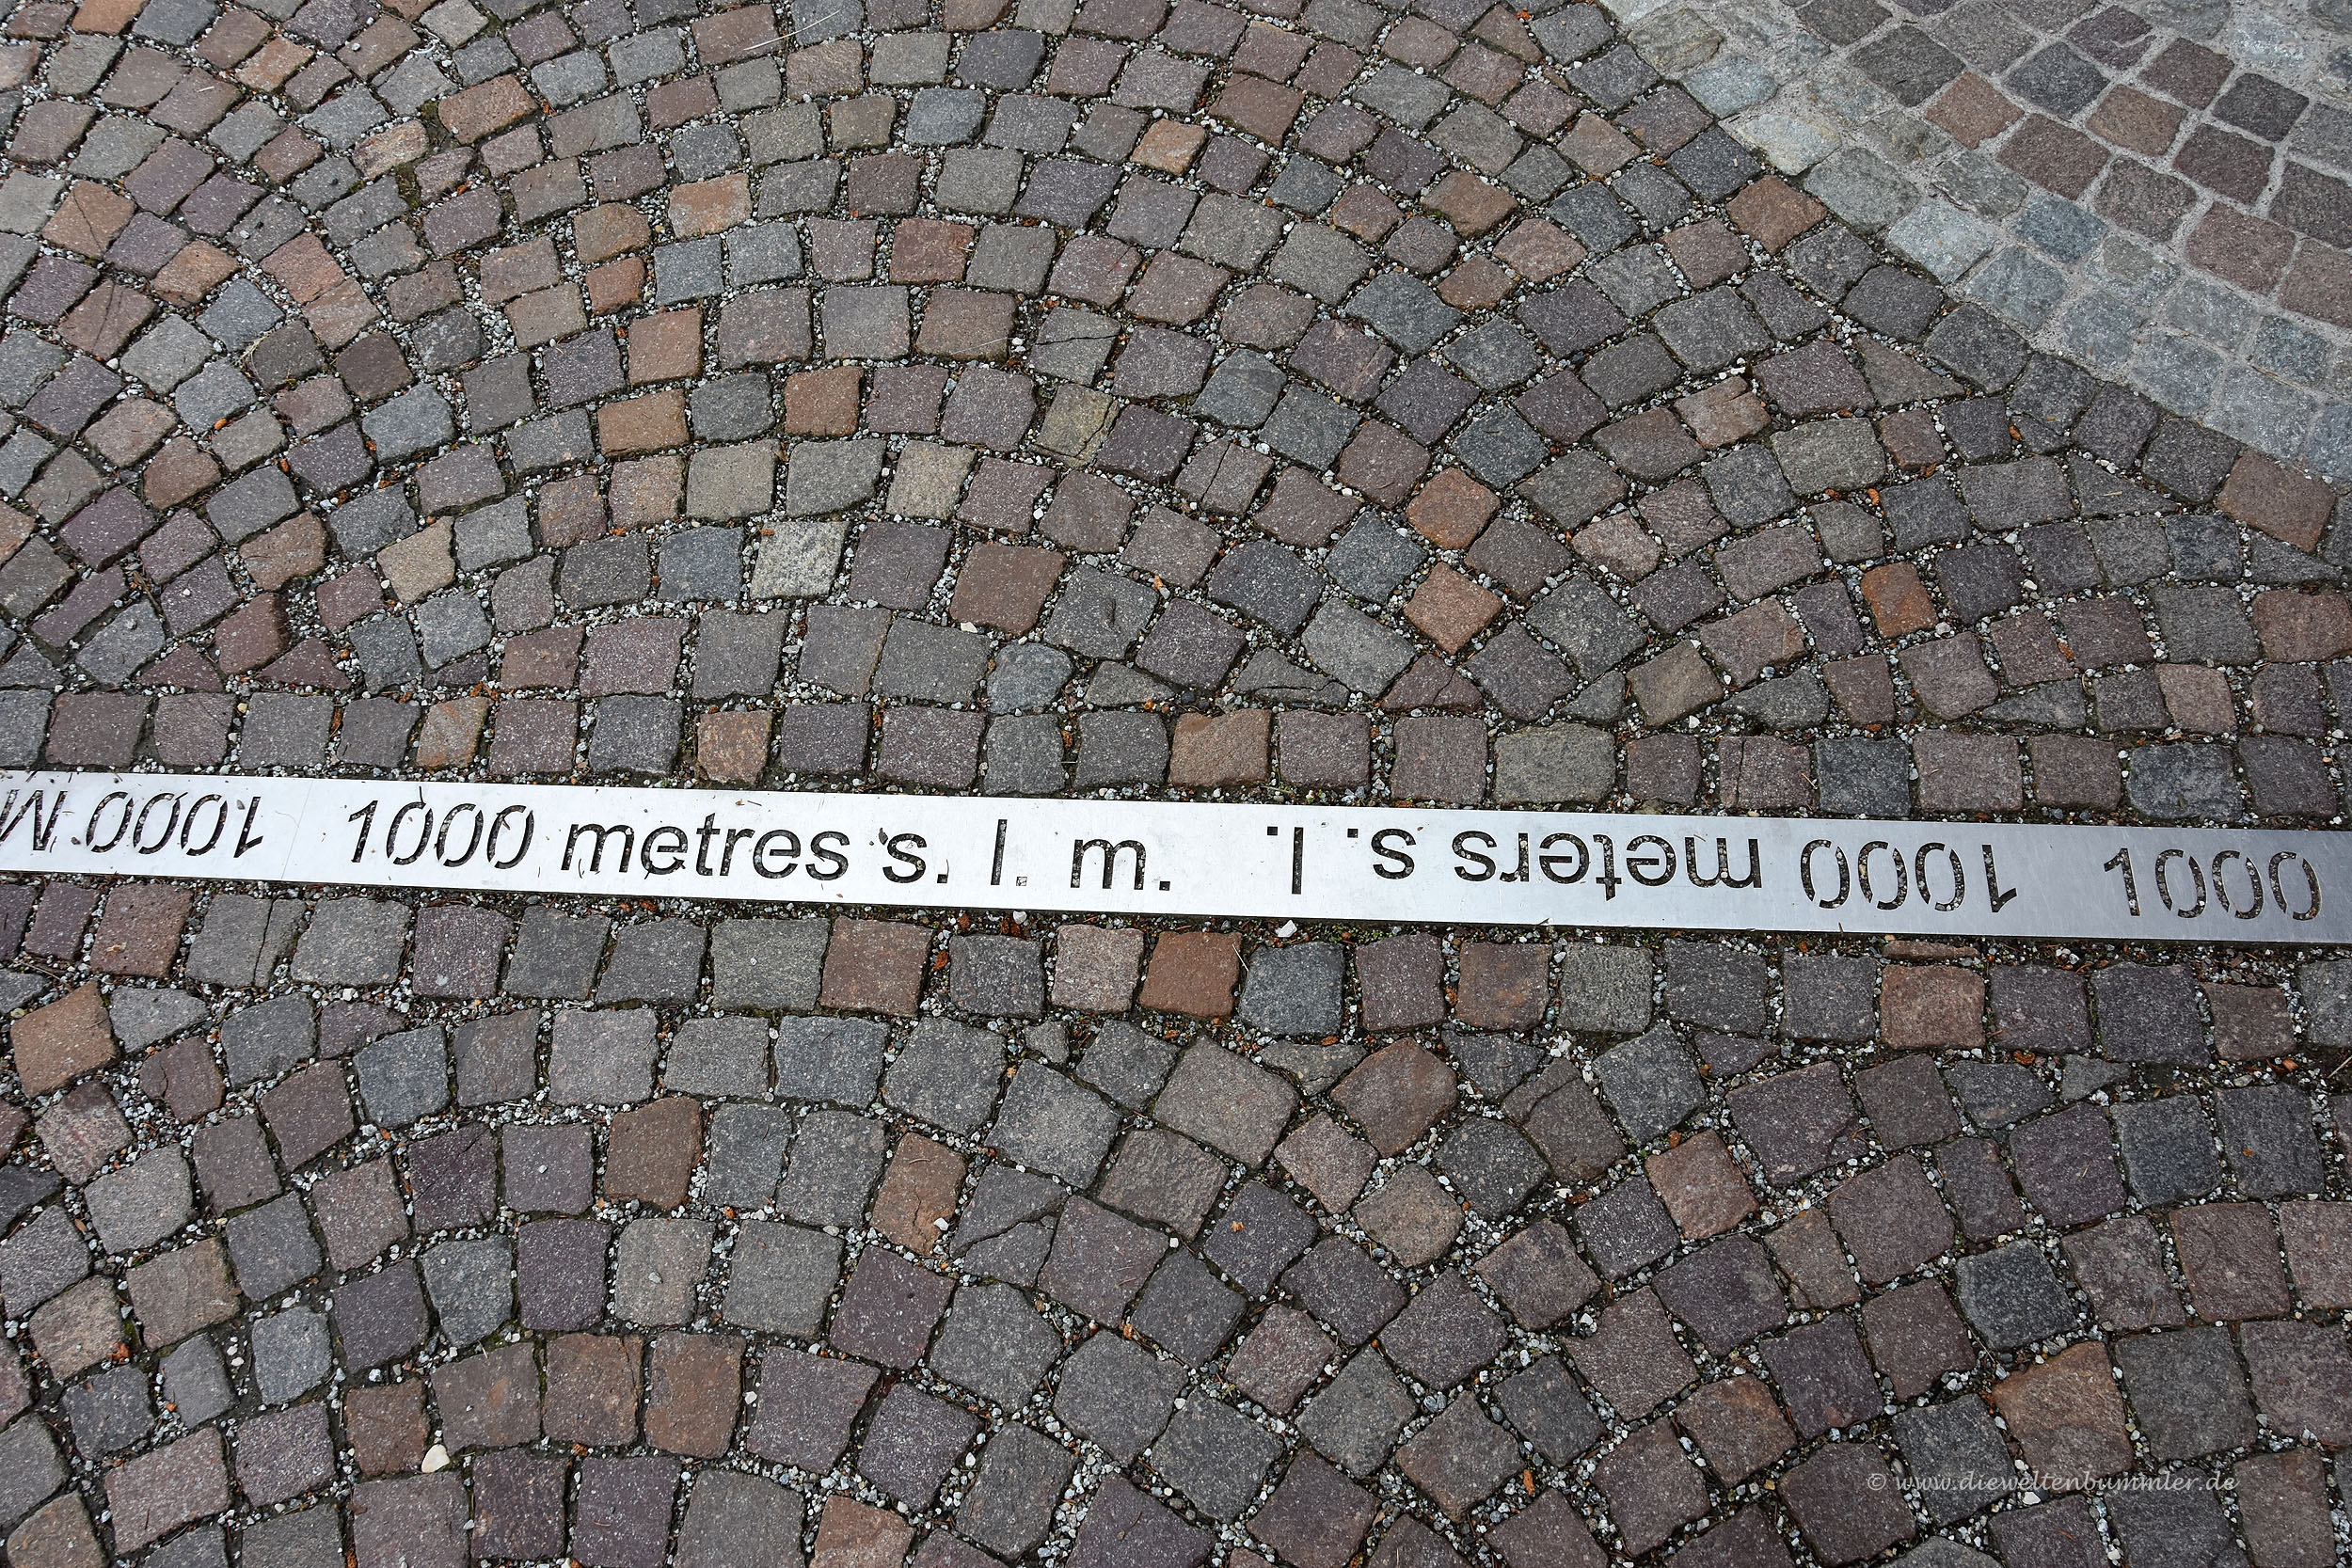 1000 M 1000 metres s. l. m. 1000 meters s. l. 1000
© www.dieweltenbummler.de